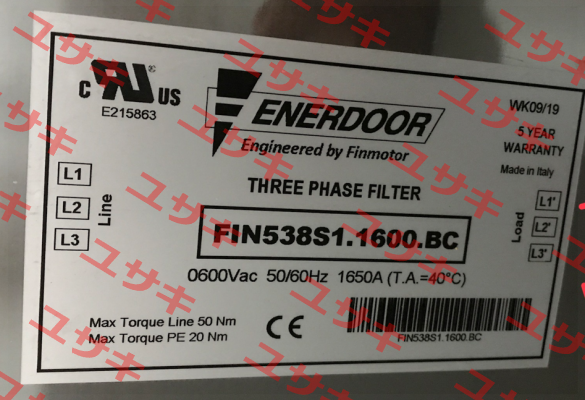 WK09/19
C RU US
®
E215863
ENERDOOR
Engineered by Finmotor
5 YEAR
WARRANTY
Made in Italy
THREE PHASE FILTER
L1
L2
L3
Line
FIN538S1.1600.BC
Load
L1'
L2'
L3'
0600Vac 50/60Hz 1650A (T.A.=40°C)
Max Torque Line 50 Nm
Max Torque PE 20 Nm
CE
FIN538S1.1600.BC
ユサキ